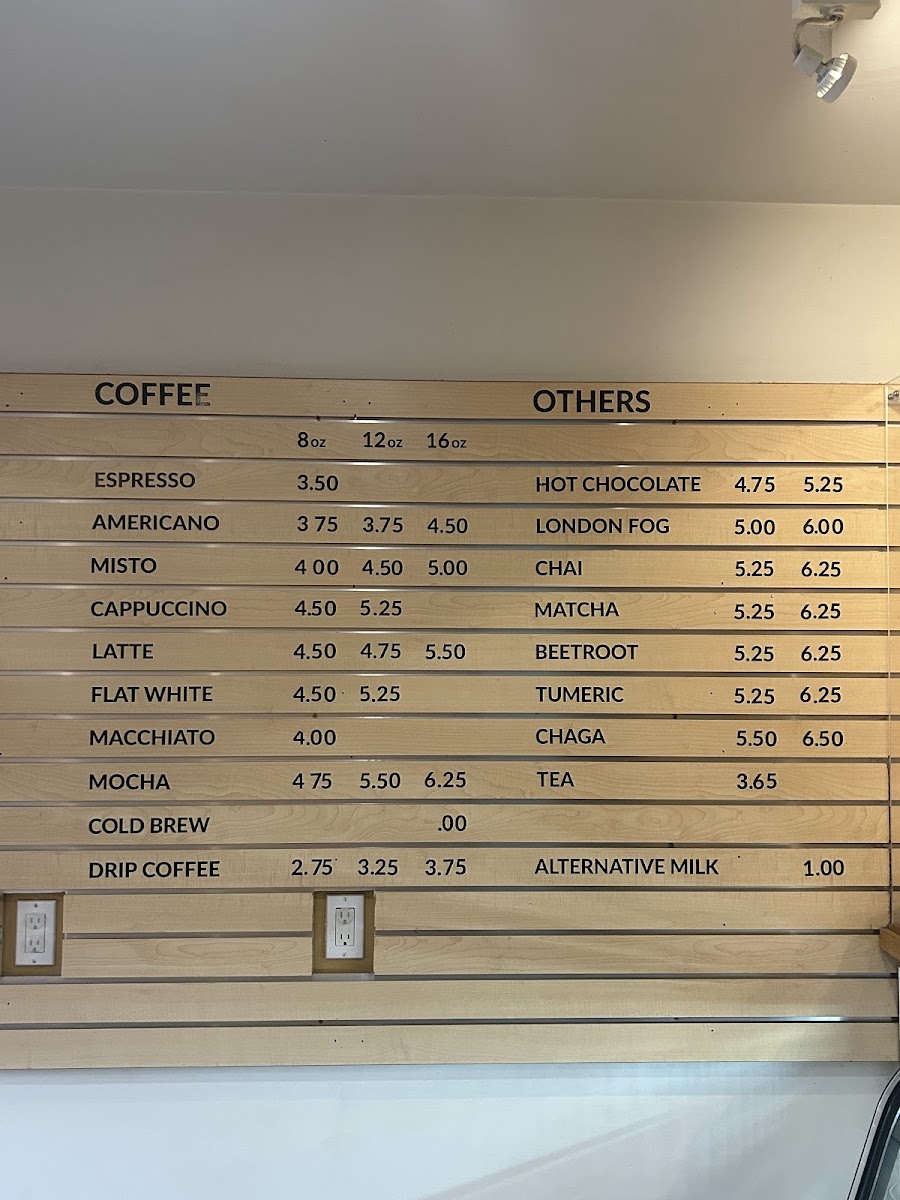 COFFEE
8oz 12oz 16oz
ESPRESSO 3.50
AMERICANO 3 75 3.75 4.50
MISTO 4 00 4.50 5.00
CAPPUCCINO 4.50 5.25
LATTE 4.50 4.75 5.50
FLAT WHITE 4.50 5.25
MACCHIATO 4.00
MOCHA 4 75 5.50 6.25
COLD BREW .00
DRIP COFFEE 2.75 3.25 3.75
OTHERS
HOT CHOCOLATE 4.75 5.25
LONDON FOG 5.00 6.00
CHAI 5.25 6.25
MATCHA 5.25 6.25
BEETROOT 5.25 6.25
TUMERIC 5.25 6.25
CHAGA 5.50 6.50
TEA 3.65
ALTERNATIVE MILK 1.00